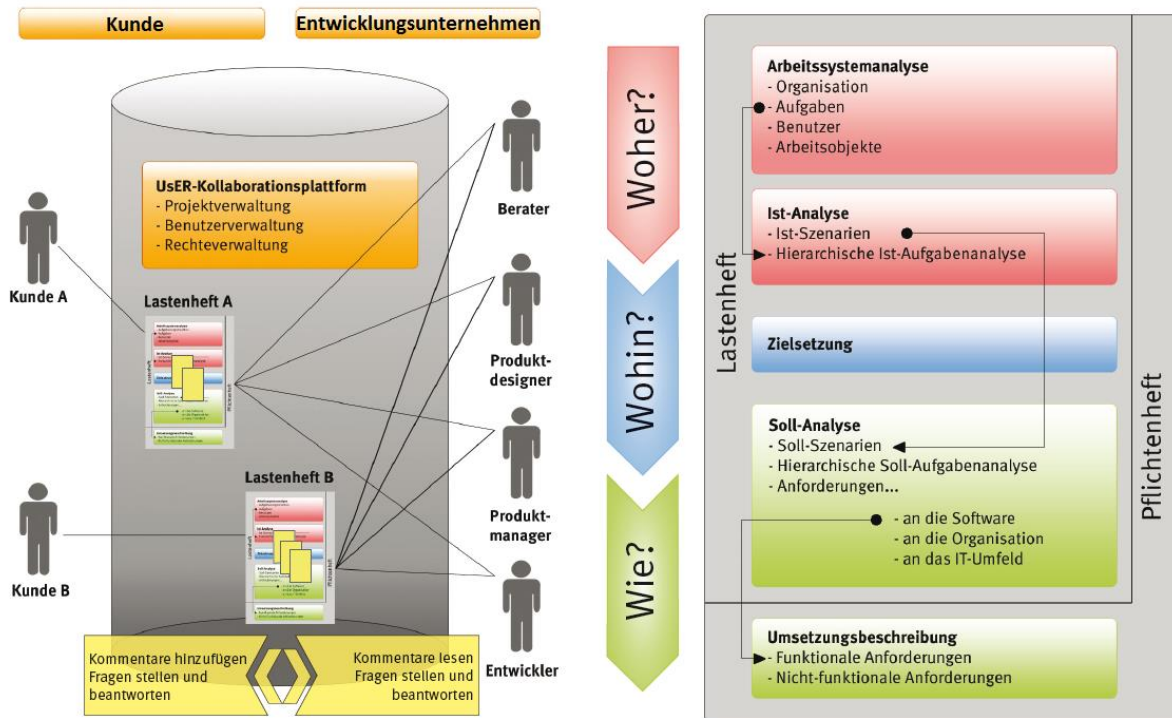 Kunde
Entwicklungsunternehmen
UsER-Kollaborationsplattform
- Projektverwaltung
- Benutzerverwaltung
- Rechteverwaltung
Kunde A
Lastenheft A
Kunde B
Lastenheft B
Berater
Produkt-
designer
Produkt-
manager
Entwickler
Kommentare hinzufügen
Fragen stellen und
beantworten
Kommentare lesen
Fragen stellen und
beantworten
Woher?
Wohin?
Wie?
Lastenheft
Pflichtenheft
Arbeitssystemanalyse
- Organisation
- Aufgaben
- Benutzer
- Arbeitsobjekte
Ist-Analyse
- Ist-Szenarien
- Hierarchische Ist-Aufgabenanalyse
Zielsetzung
Soll-Analyse
- Soll-Szenarien
- Hierarchische Soll-Aufgabenanalyse
- Anforderungen...
- an die Software
- an die Organisation
- an das IT-Umfeld
Umsetzungsbeschreibung
- Funktionale Anforderungen
- Nicht-funktionale Anforderungen